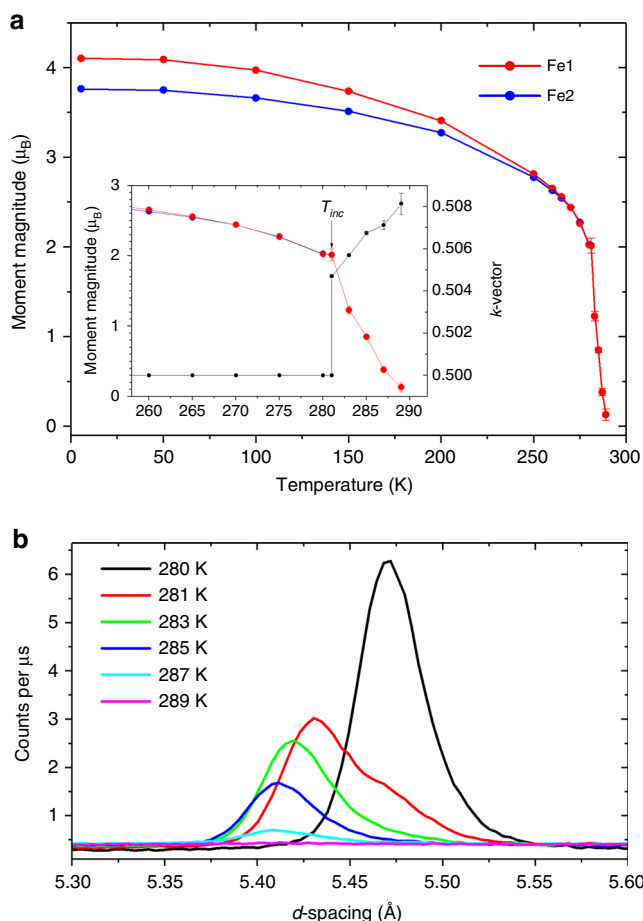 a
5
4
3
2
1
0
Moment magnitude (μB)
Fe1
Fe2
3
2
1
0
Moment magnitude (μB)
Tinc
0.508
0.506
0.504
0.502
0.500
k-vector
260 265 270 275 280 285 290
0 50 100 150 200 250 300
Temperature (K)
b
6
5
4
3
2
1
Counts per μs
280 K
281 K
283 K
285 K
287 K
289 K
5.30 5.40 5.45 5.50 5.55 5.60
d-spacing (Å)